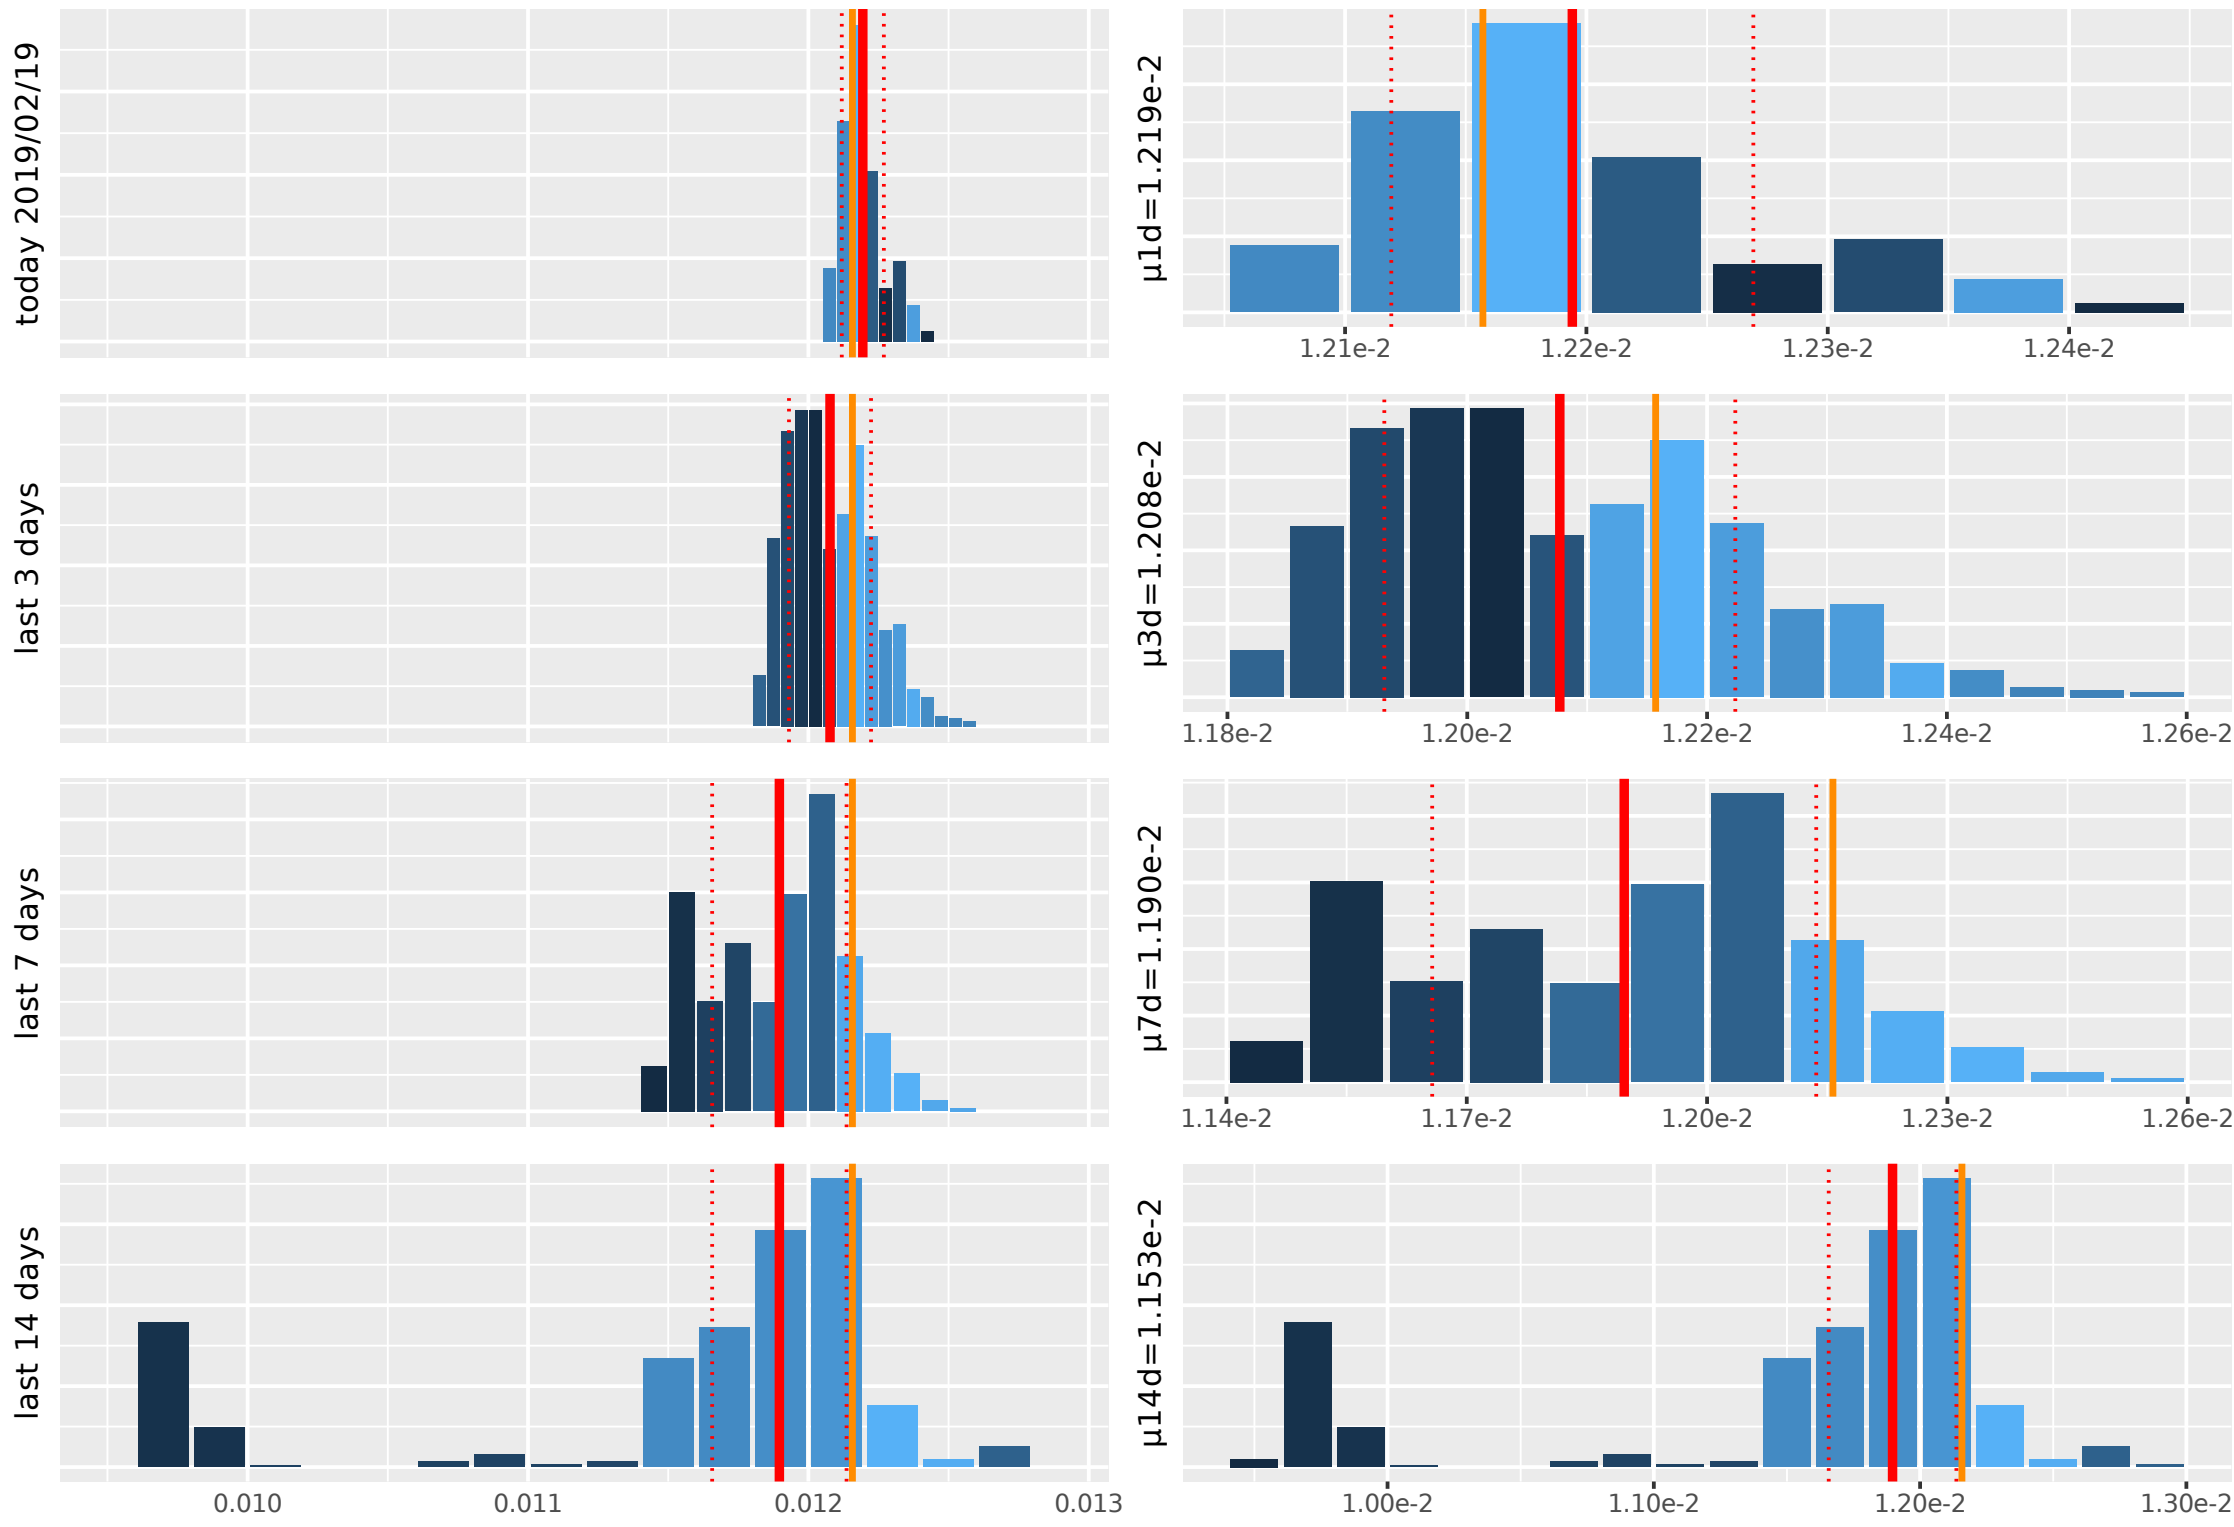 today 2019/02/19
μ1d=1.219e-2
1.21e-2 1.22e-2 1.23e-2 1.24e-2
last 3 days
μ3d=1.208e-2
1.18e-2 1.20e-2 1.22e-2 1.24e-2 1.26e-2
last 7 days
μ7d=1.190e-2
1.14e-2 1.17e-2 1.20e-2 1.23e-2 1.26e-2
last 14 days
μ14d=1.153e-2
0.010 0.011 0.012 0.013
1.00e-2 1.10e-2 1.20e-2 1.30e-2